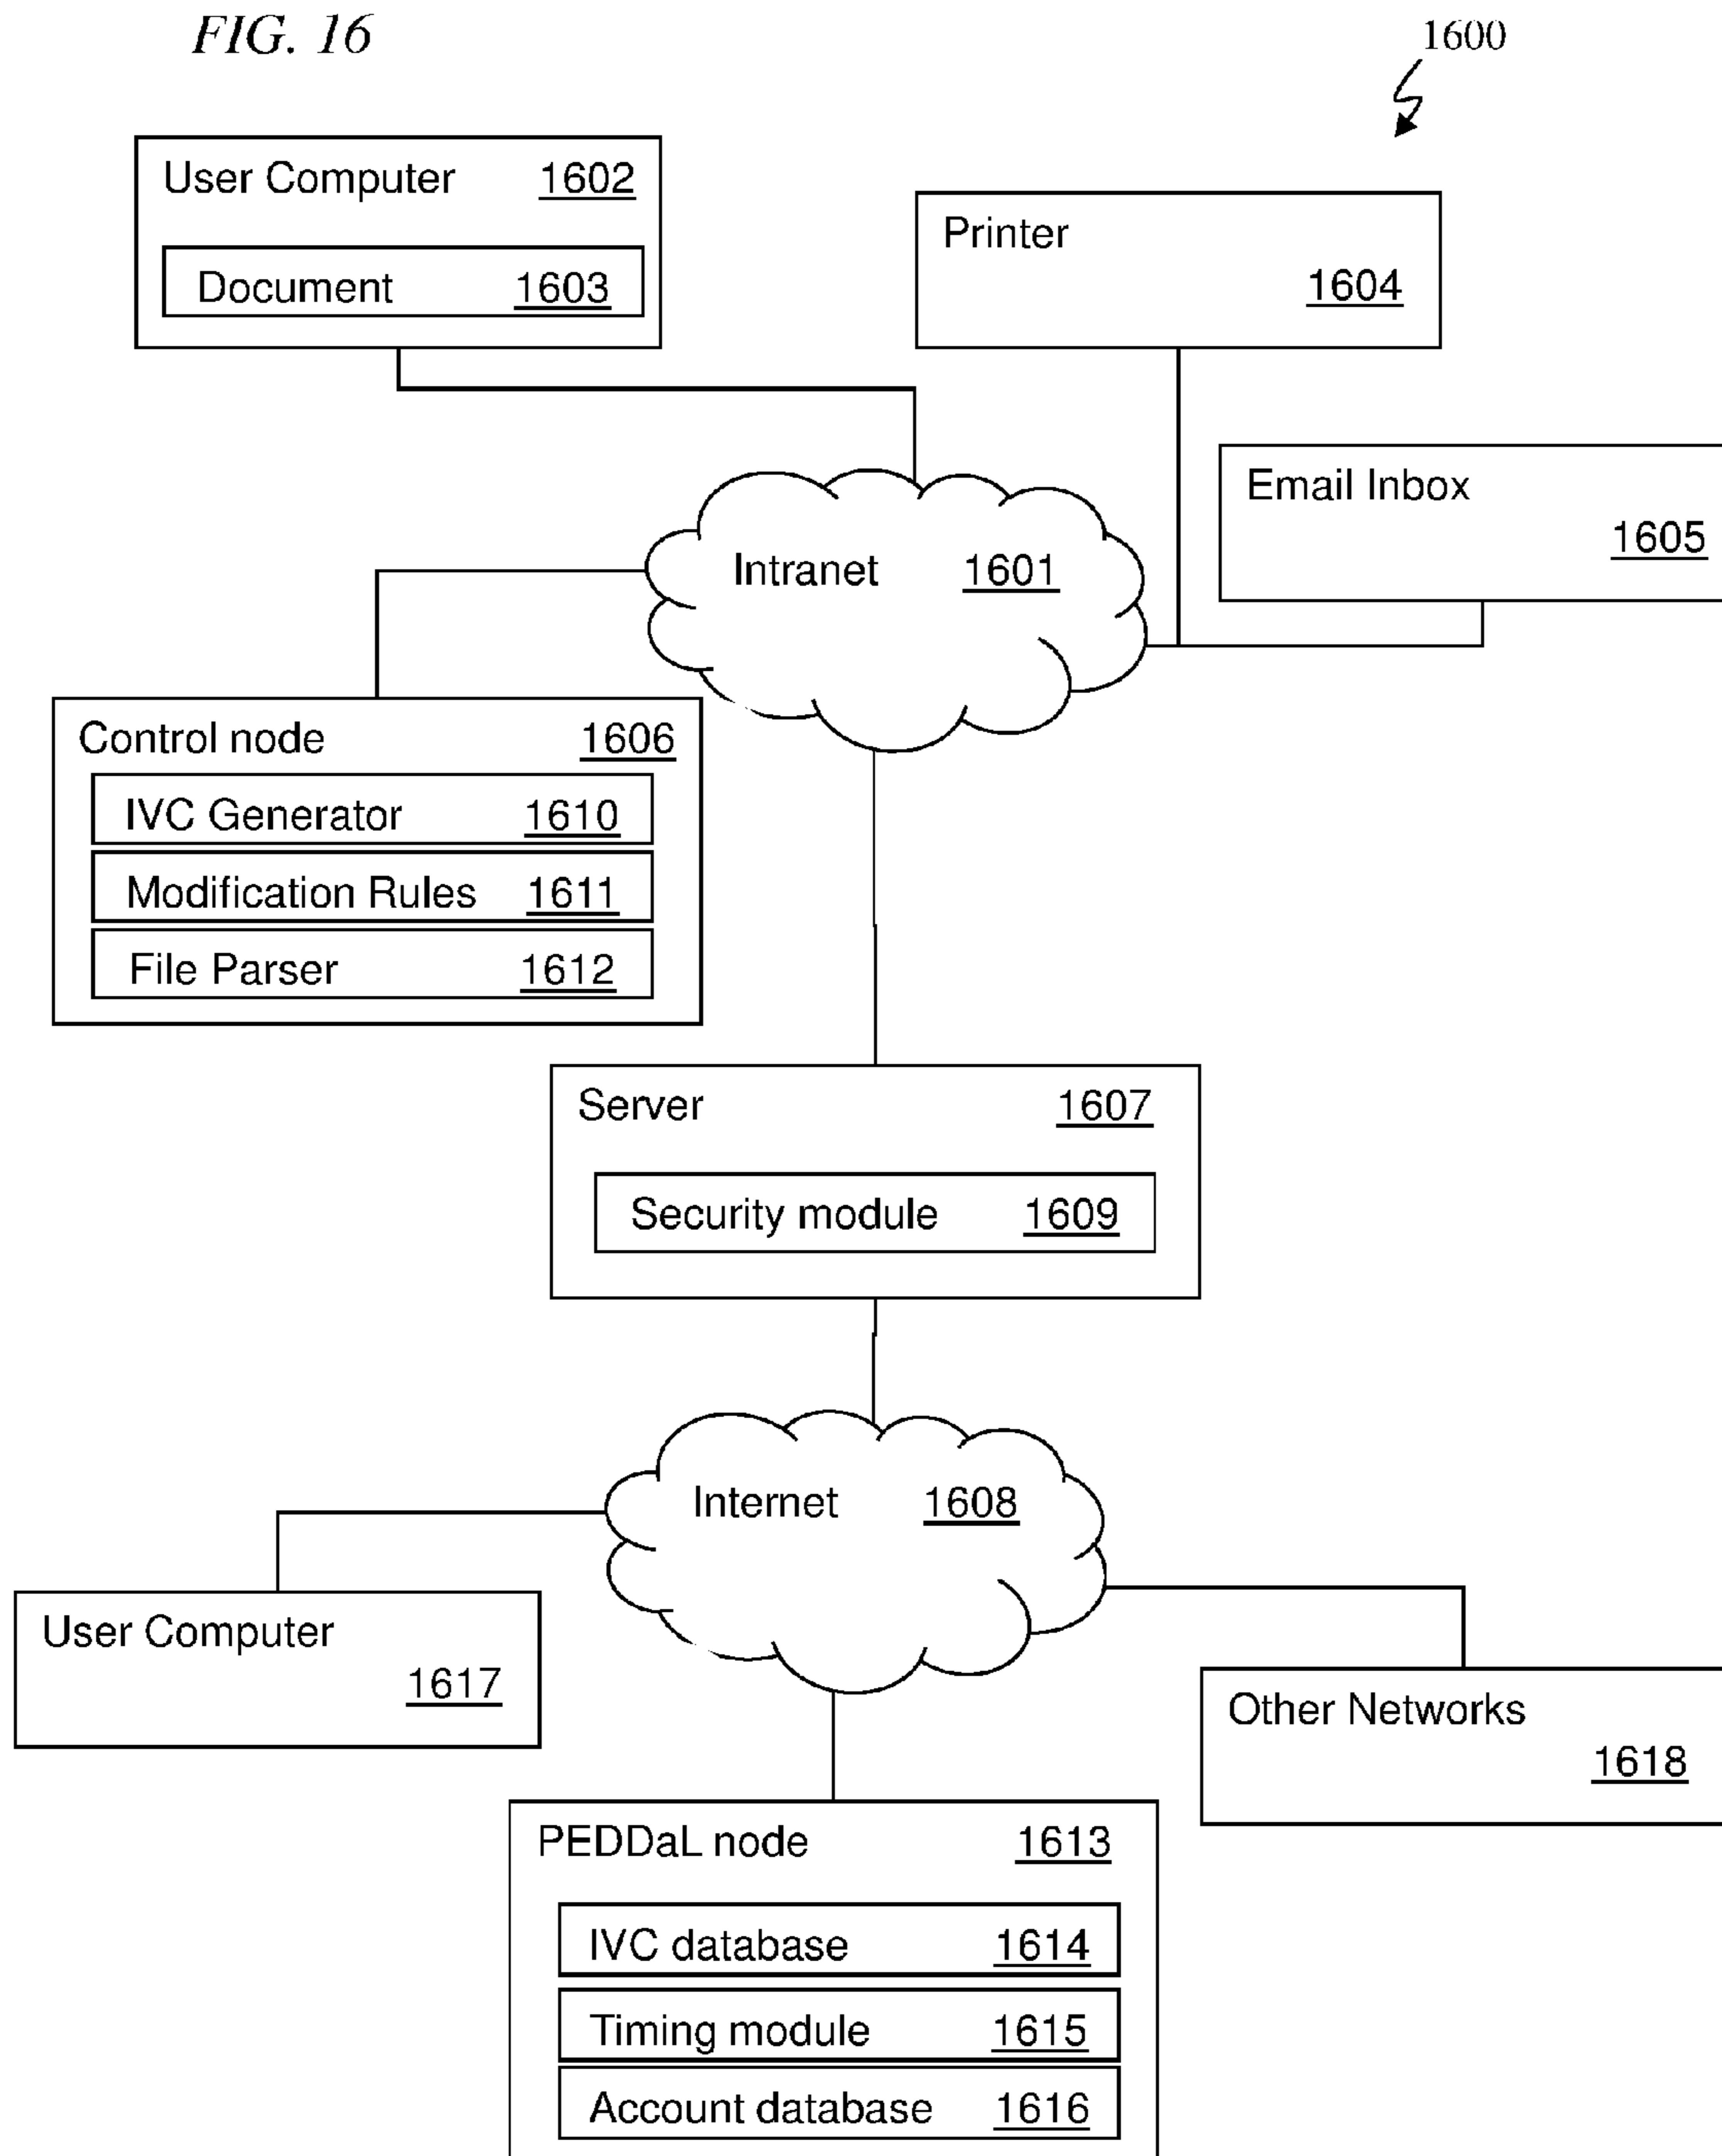 FIG. 16
1600
User Computer 1602
Document 1603
Printer
1604
Email Inbox
1605
Intranet 1601
Control node 1606
IVC Generator 1610
Modification Rules 1611
File Parser 1612
Server 1607
Security module 1609
Internet 1608
User Computer
1617
Other Networks
1618
PEDDaL node 1613
IVC database 1614
Timing module 1615
Account database 1616